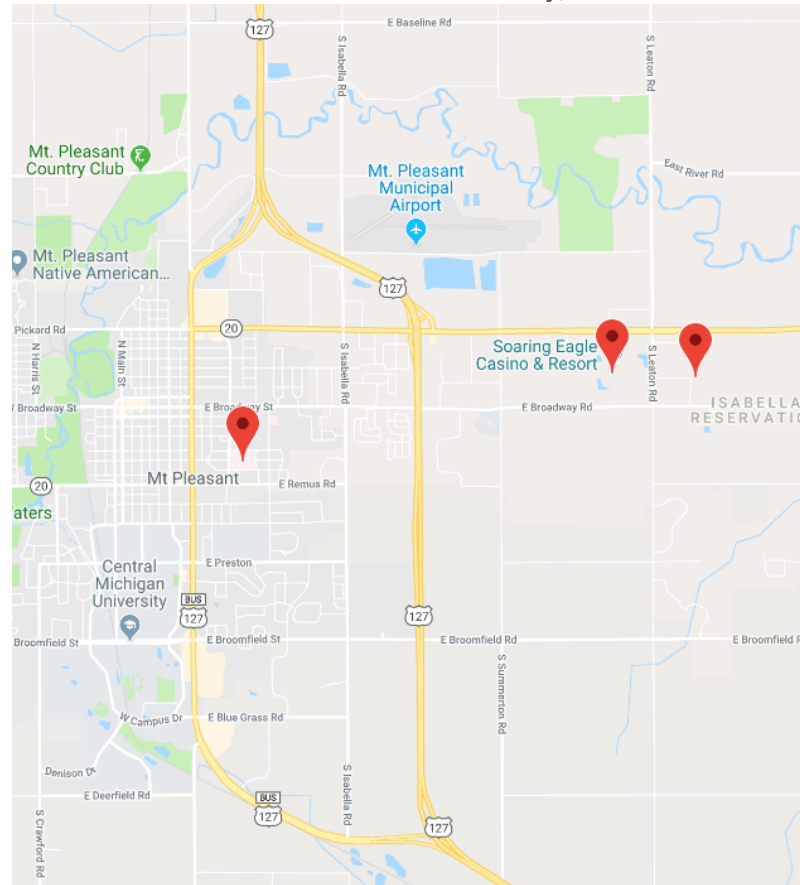 E Baseline Rd
127
S Isabella Rd
S Leaton Rd
Mt. Pleasant
Country Club
Mt. Pleasant
Municipal
Airport
East River Rd
Mt. Pleasant
Native American...
127
Pickard Rd
20
N Harris St
N Main St
S Isabella Rd
Soaring Eagle
Casino & Resort
S Leaton Rd
Broadway St
E Broadway St
E Broadway Rd
ISABELLA
RESERVATIO
Mt Pleasant
E Remus Rd
20
aters
E Preston
Central
Michigan
University
BUS
127
127
Broomfield St
E Broomfield St
E Broomfield Rd
E Broomfield R
S Summerton Rd
W Campus Dr
E Blue Grass Rd
Denison Dr
S Isabella Rd
E Deerfield Rd
BUS
127
127
S Crawford Rd